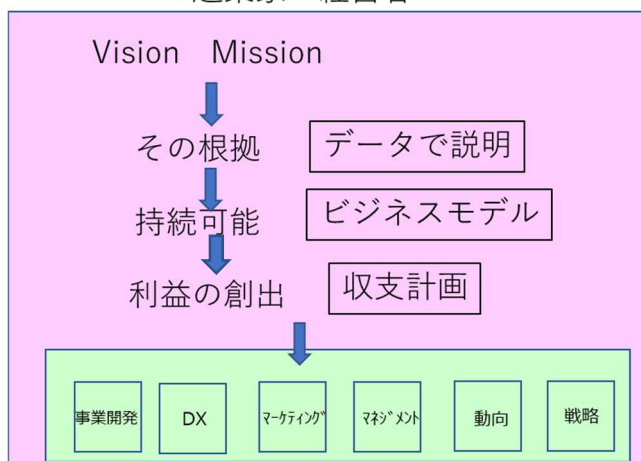 Vision Mission
その根拠 データで説明
持続可能 ビジネスモデル
利益の創出 収支計画
事業開発 DX ﾏｰｹﾃｨﾝｸﾞ ﾏﾈｼﾞﾒﾝﾄ 動向 戦略